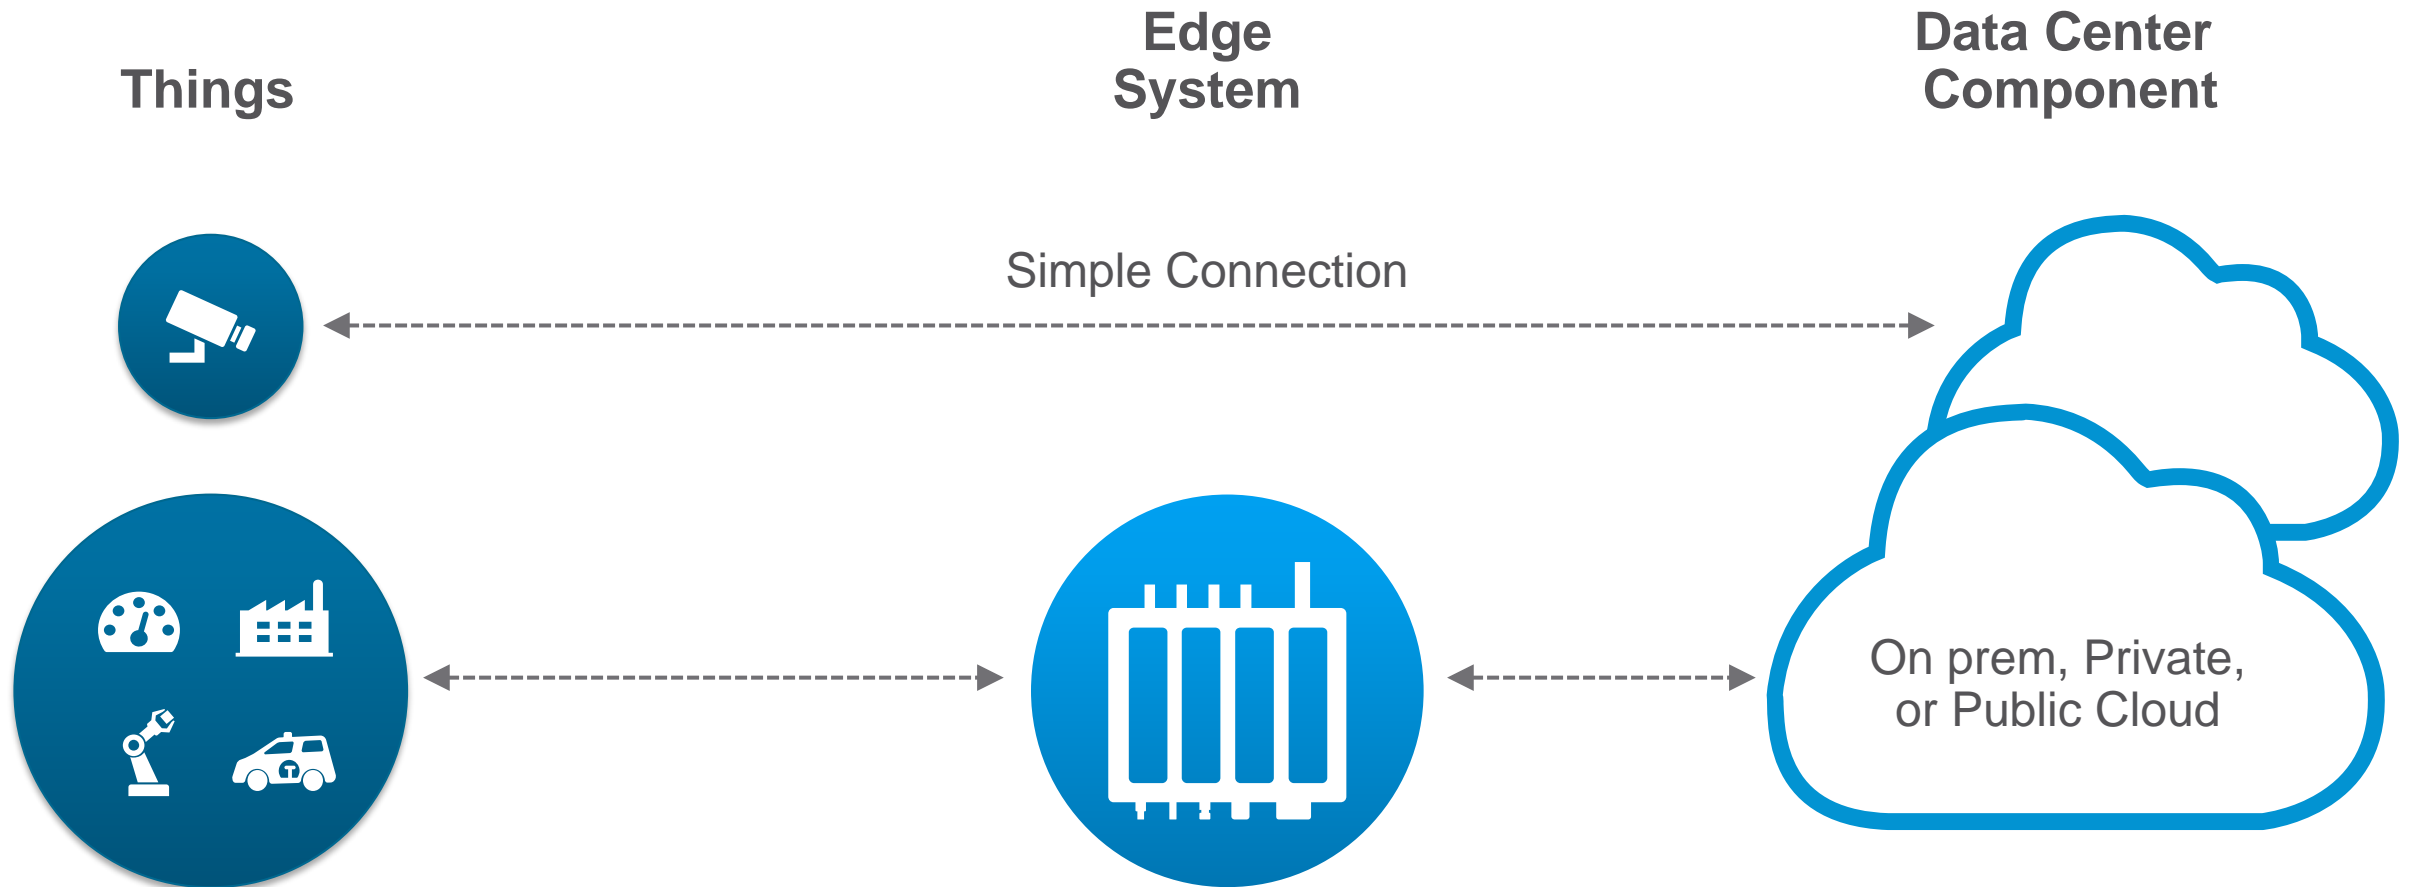 Things
Edge
System
Data Center
Component
Simple Connection
On prem, Private,
or Public Cloud
T